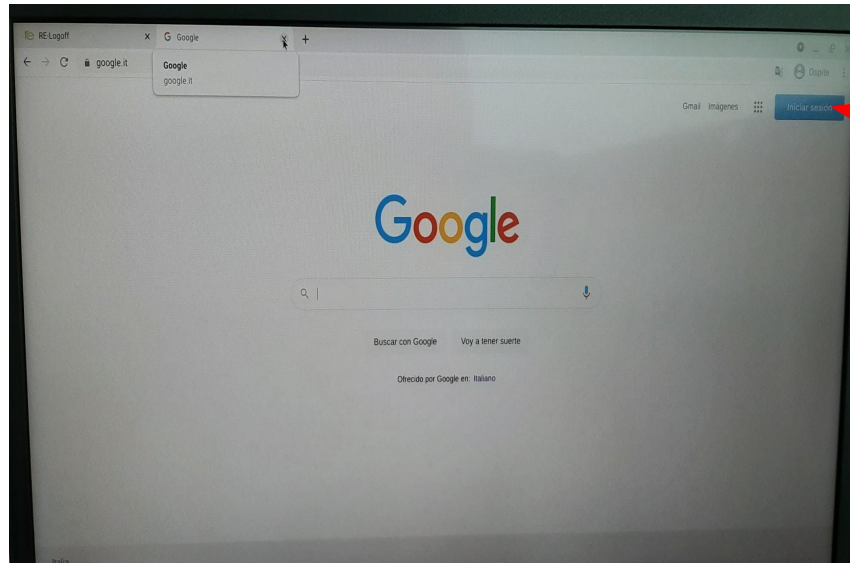 RE-Logoff x G Google x +
google.it
Google
google.it
Ospite
Gmail Imágenes Iniciar sesión
Google
Buscar con Google Voy a tener suerte
Ofrecido por Google en: Italiano
Italia